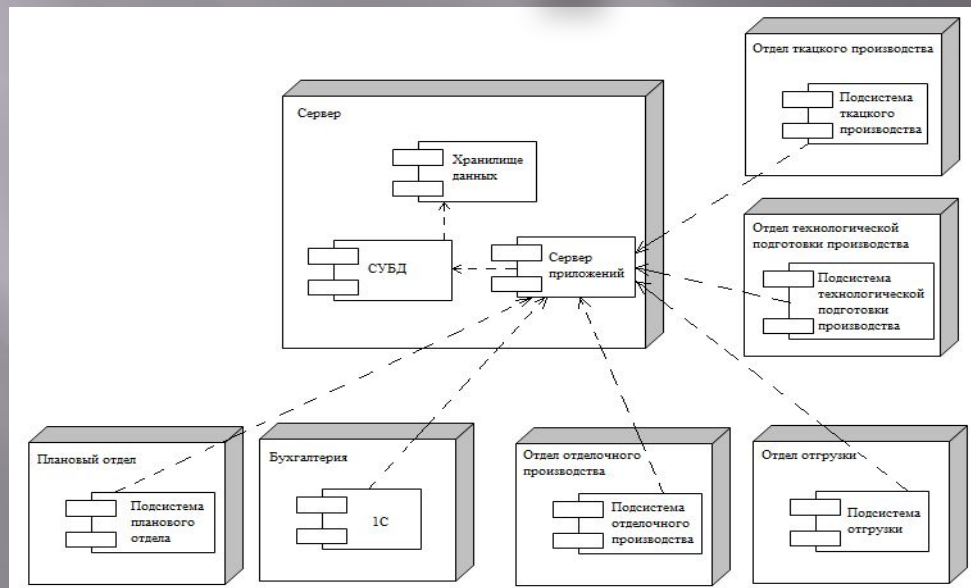 Отдел ткацкого производства
Подсистема
ткацкого
производства
Сервер
Хранилище
данных
СУБД
Сервер
приложений
Отдел технологической
подготовки производства
Подсистема
технологической
подготовки
производства
Плановый отдел
Подсистема
планового
отдела
Бухгалтерия
1С
Отдел отделочного
производства
Подсистема
отделочного
производства
Отдел отгрузки
Подсистема
отгрузки